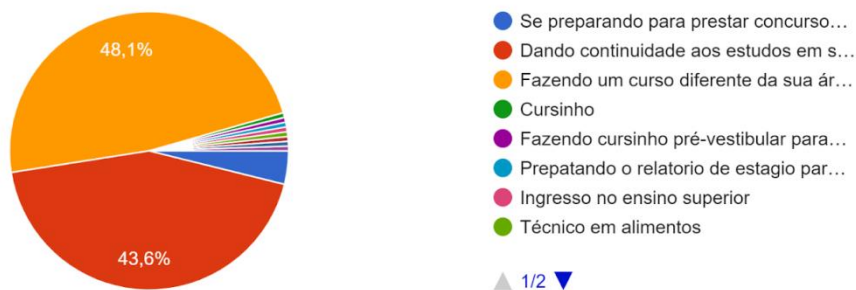 48,1%
43,6%
Se preparando para prestar concurso…
Dando continuidade aos estudos em s…
Fazendo um curso diferente da sua ár…
Cursinho
Fazendo cursinho pré-vestibular para…
Prepatando o relatorio de estagio par…
Ingresso no ensino superior
Técnico em alimentos
1/2